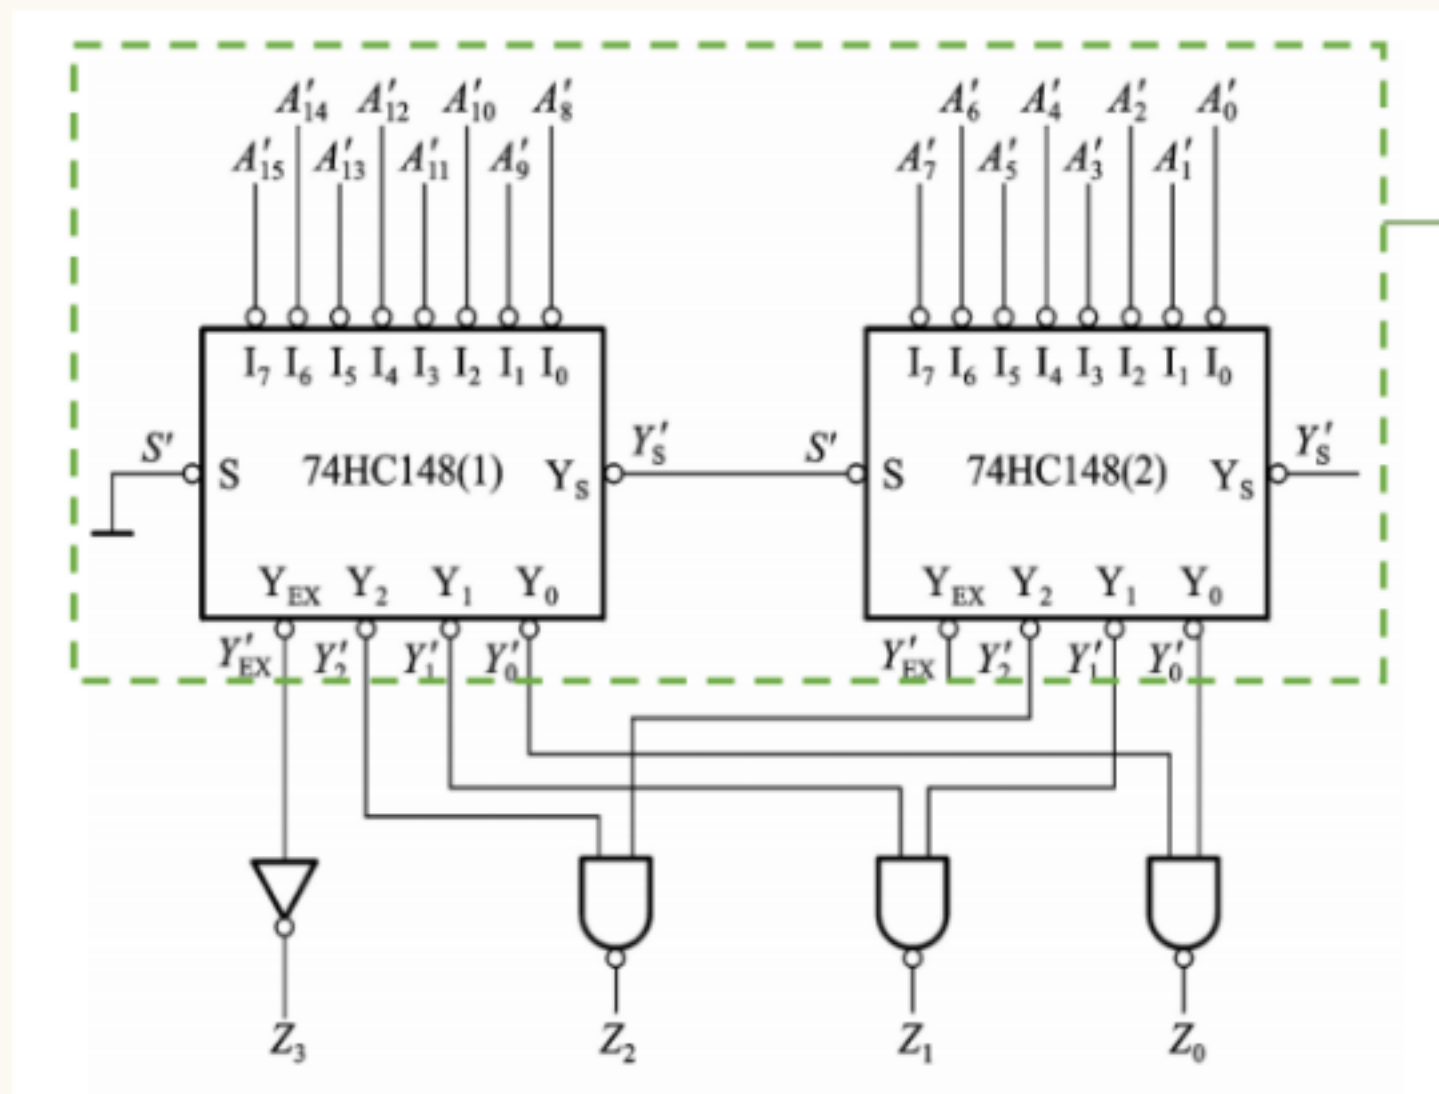 A′14 A′12 A′10 A′8 A′6 A′4 A′2 A′0
A′15 A′13 A′11 A′9 A′7 A′5 A′3 A′1
I7 I6 I5 I4 I3 I2 I1 I0 I7 I6 I5 I4 I3 I2 I1 I0
S′ Y′S S′ Y′S
S 74HC148(1) YS S 74HC148(2) YS
YEX Y2 Y1 Y0 YEX Y2 Y1 Y0
Y′EX Y′2 Y′1 Y′0 Y′EX Y′2 Y′1 Y′0
Z3 Z2 Z1 Z0